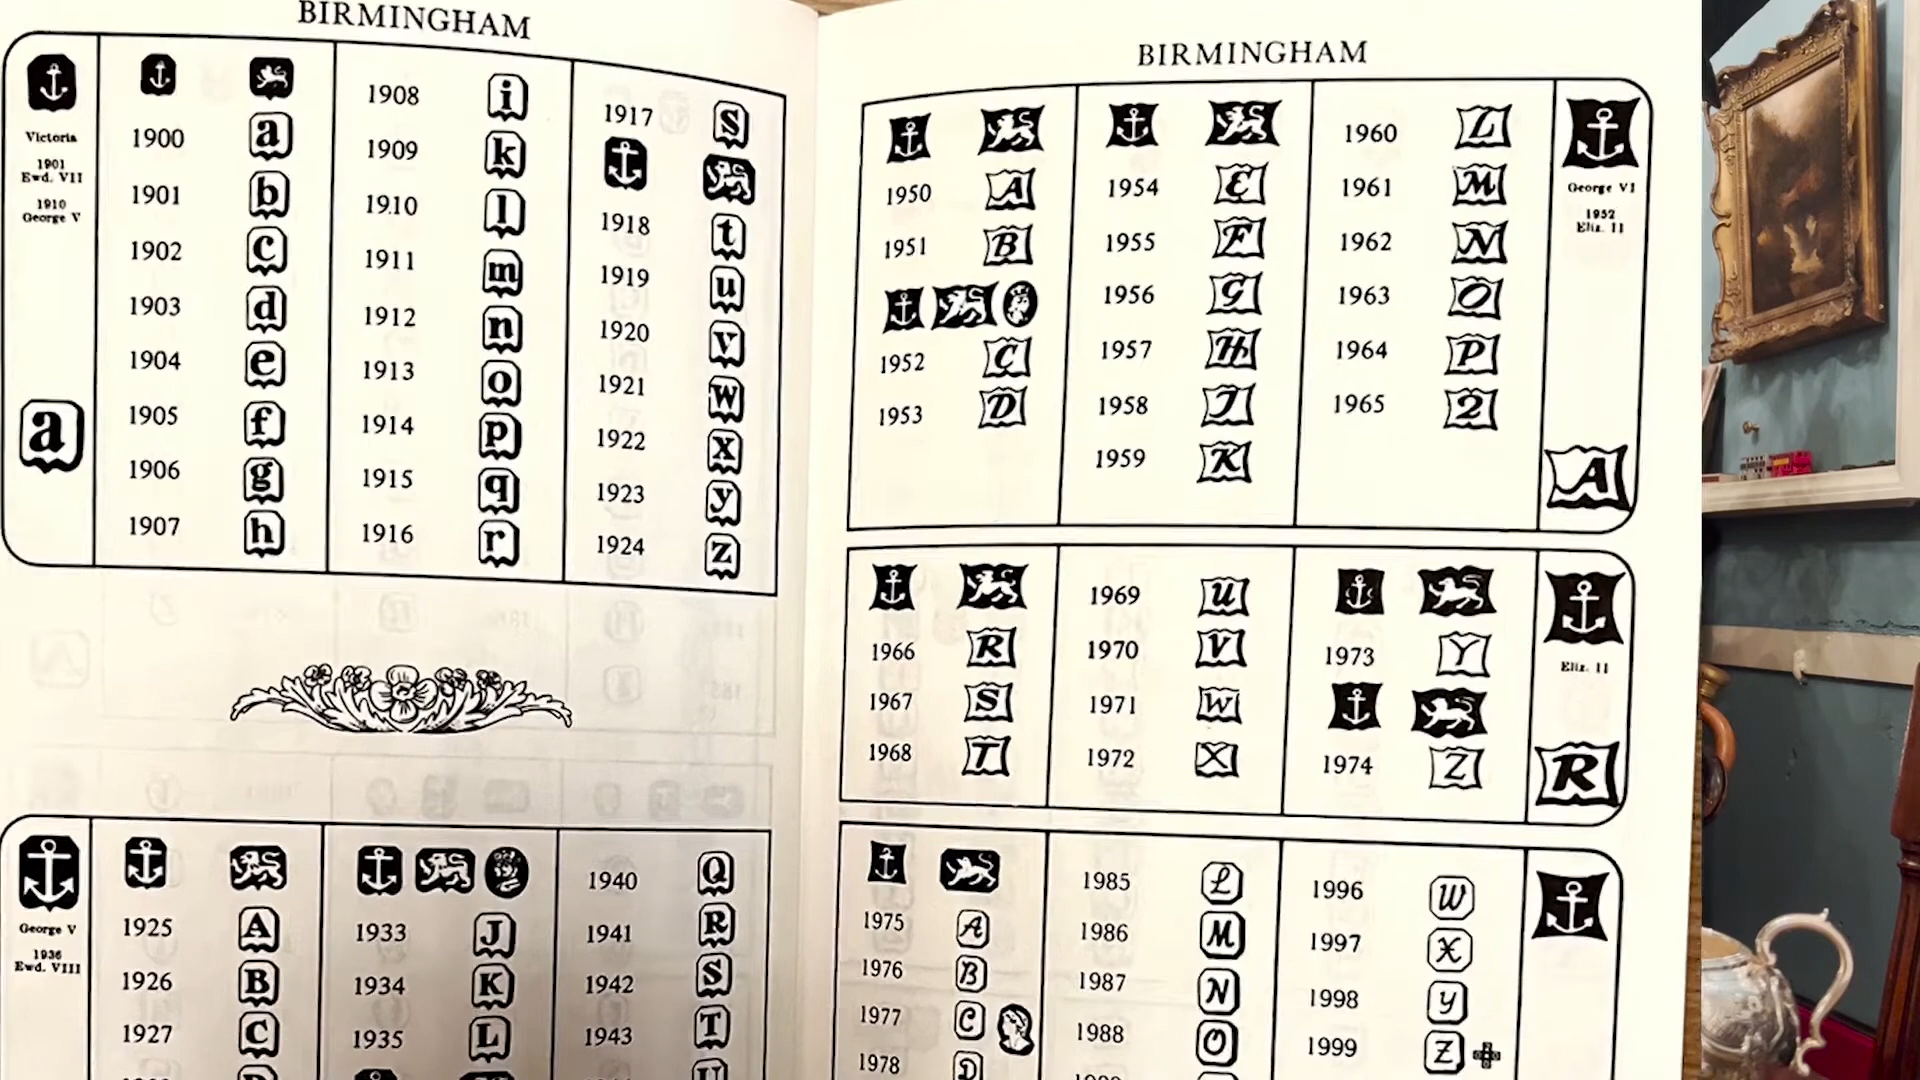 BIRMINGHAM
Victoria
1901
Ewd. VII
1910
George V
a
1900 a
1901 b
1902 c
1903 d
1904 e
1905 f
1906 g
1907 h
1908 i
1909 k
1910 l
1911 m
1912 n
1913 o
1914 p
1915 q
1916 r
1917 s
1918 t
1919 u
1920 v
1921 w
1922 x
1923 y
1924 z
George V
1936
Ewd. VIII
1925 A
1926 B
1927 C
1933 J
1934 K
1935 L
1940 Q
1941 R
1942 S
1943 T
BIRMINGHAM
1950 A
1951 B
1952 C
1953 D
1954 E
1955 F
1956 G
1957 H
1958 J
1959 K
1960 L
1961 M
1962 N
1963 O
1964 P
1965 Q
George VI
1952
Eliz. II
A
1966 R
1967 S
1968 T
1969 U
1970 V
1971 W
1972 X
1973 Y
1974 Z
Eliz. II
R
1975 A
1976 B
1977 C
1978 D
1985 L
1986 M
1987 N
1988 O
1996 W
1997 X
1998 Y
1999 Z